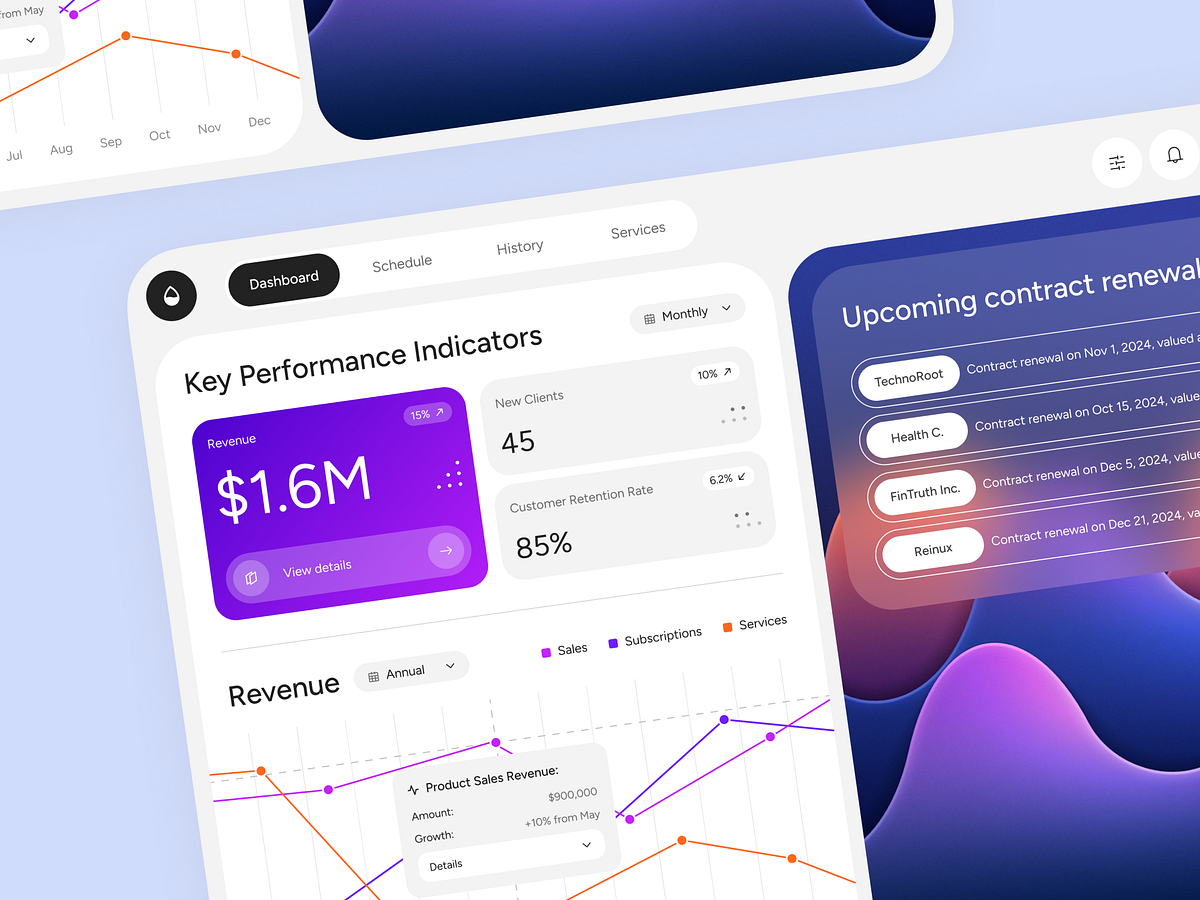 from May
Jul
Aug
Sep
Oct
Nov
Dec
Dashboard
Schedule
History
Services
Key Performance Indicators
Monthly
Revenue
15%
$1.6M
View details
New Clients
10%
45
Customer Retention Rate
6.2%
85%
Upcoming contract renewal
TechnoRoot
Contract renewal on Nov 1, 2024, valued a
Health C.
Contract renewal on Oct 15, 2024, value
FinTruth Inc.
Contract renewal on Dec 5, 2024, value
Reinux
Contract renewal on Dec 21, 2024, va
Revenue
Annual
Sales
Subscriptions
Services
Product Sales Revenue:
Amount:
$900,000
Growth:
+10% from May
Details